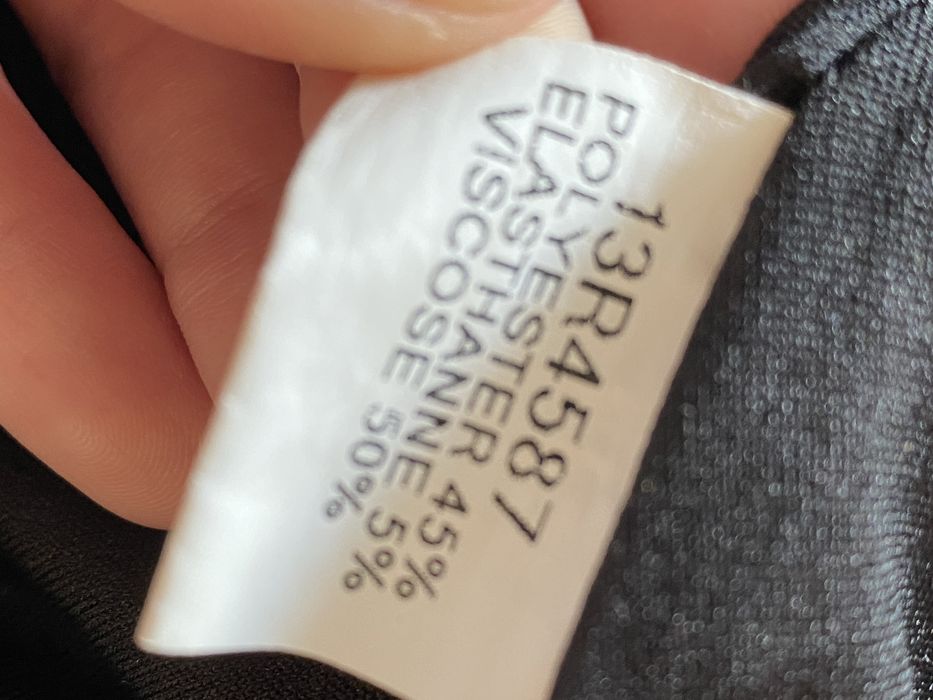 13R4587
POLYESTER 45%
ELASTHANNE 5%
VISCOSE 50%